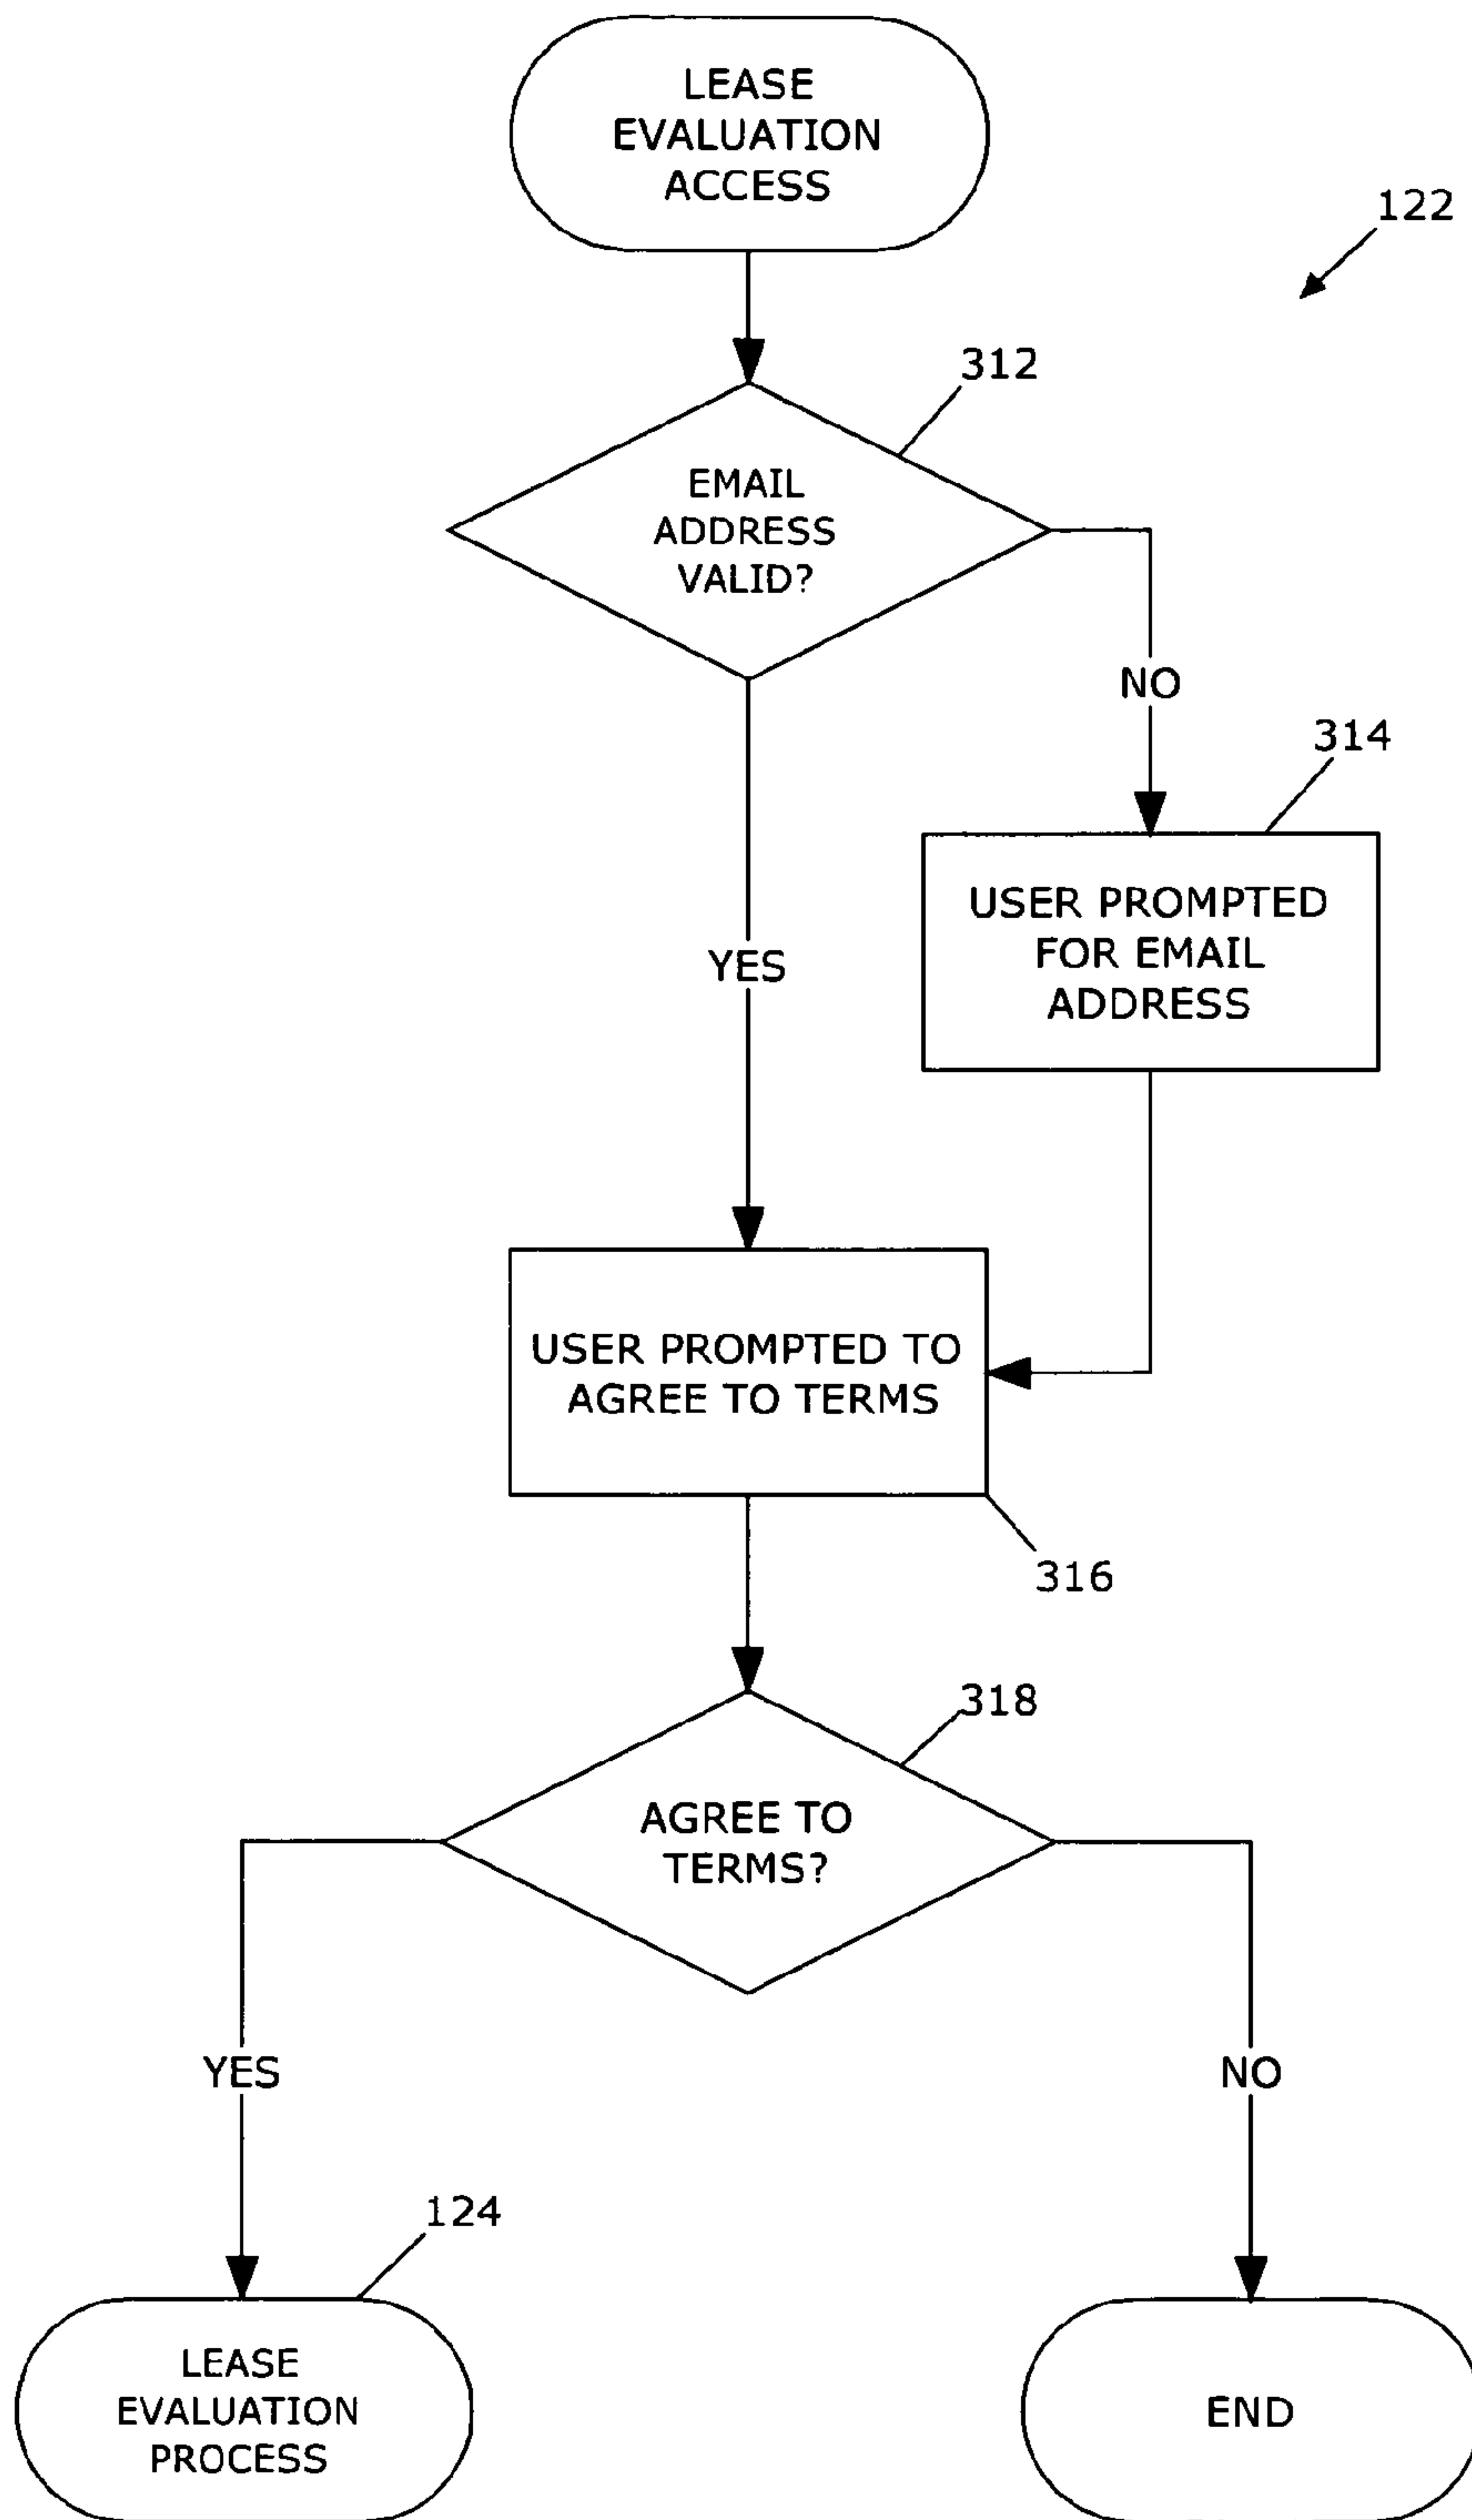 LEASE
EVALUATION
ACCESS
122
312
EMAIL
ADDRESS
VALID?
NO
314
USER PROMPTED
FOR EMAIL
ADDRESS
YES
USER PROMPTED TO
AGREE TO TERMS
316
318
AGREE TO
TERMS?
YES
NO
124
LEASE
EVALUATION
PROCESS
END